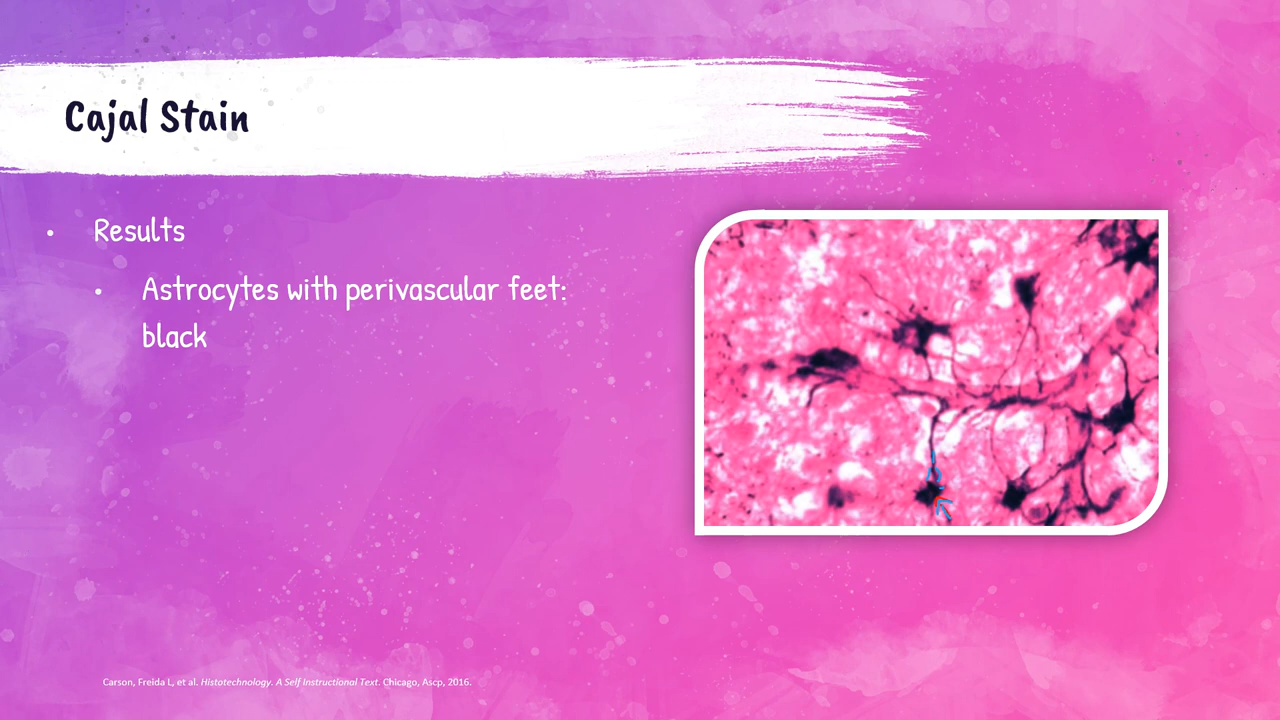 Cajal Stain
• Results
• Astrocytes with perivascular feet:
black
Carson, Freida L, et al. Histotechnology. A Self Instructional Text. Chicago, Ascp, 2016.